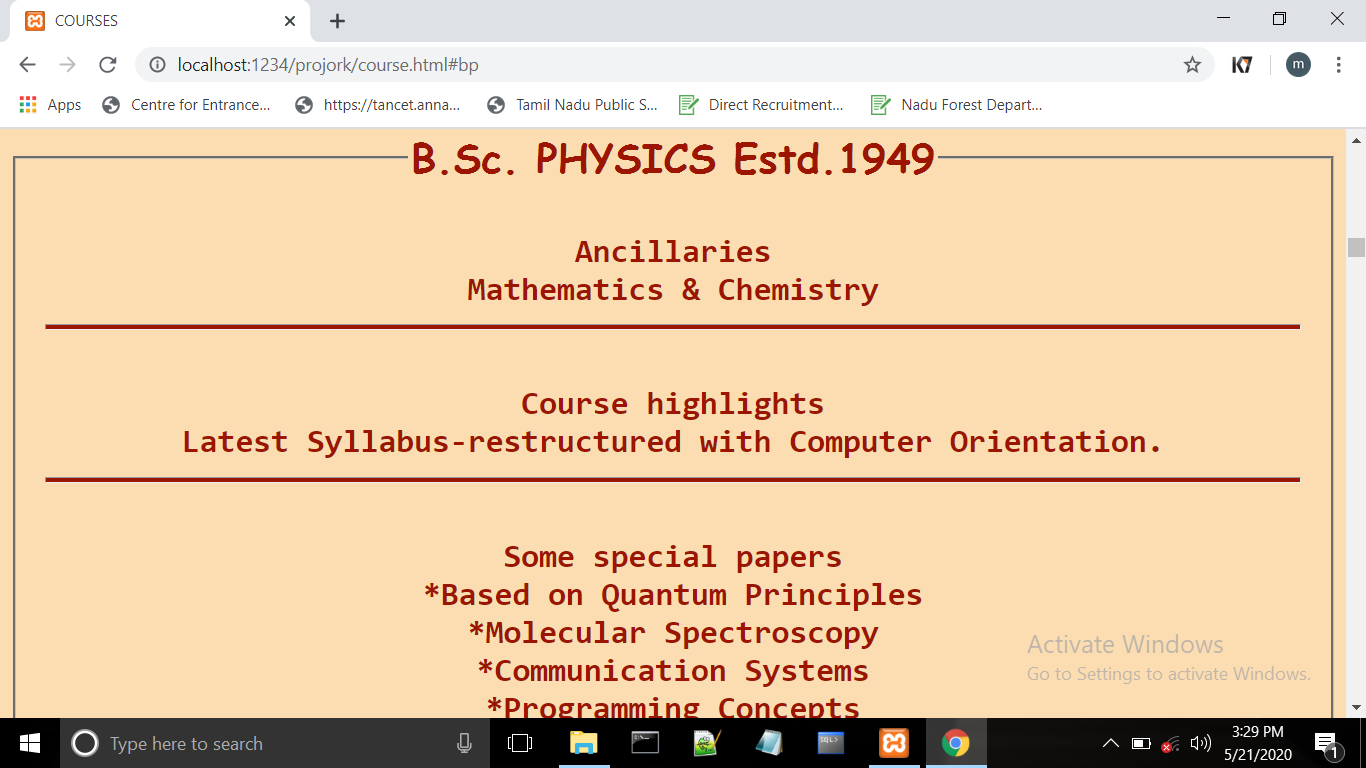 COURSES
localhost:1234/projork/course.html#bp
m
Apps
Centre for Entrance...
https://tancet.anna...
Tamil Nadu Public S...
Direct Recruitment...
Nadu Forest Depart...
B.Sc. PHYSICS Estd.1949
Ancillaries
Mathematics & Chemistry
Course highlights
Latest Syllabus-restructured with Computer Orientation.
Some special papers
*Based on Quantum Principles
*Molecular Spectroscopy
*Communication Systems
*Programming Concepts
Activate Windows
Go to Settings to activate Windows.
Type here to search
SQL>
3:29 PM
5/21/2020
1